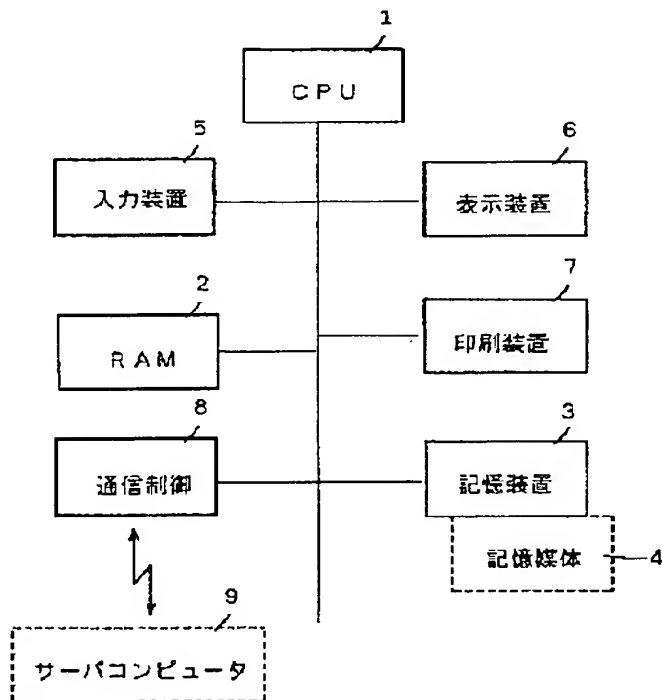 1
CPU
5
入力装置
6
表示装置
2
RAM
7
印刷装置
8
通信制御
3
記憶装置
記憶媒体
4
9
サーバコンピュータ